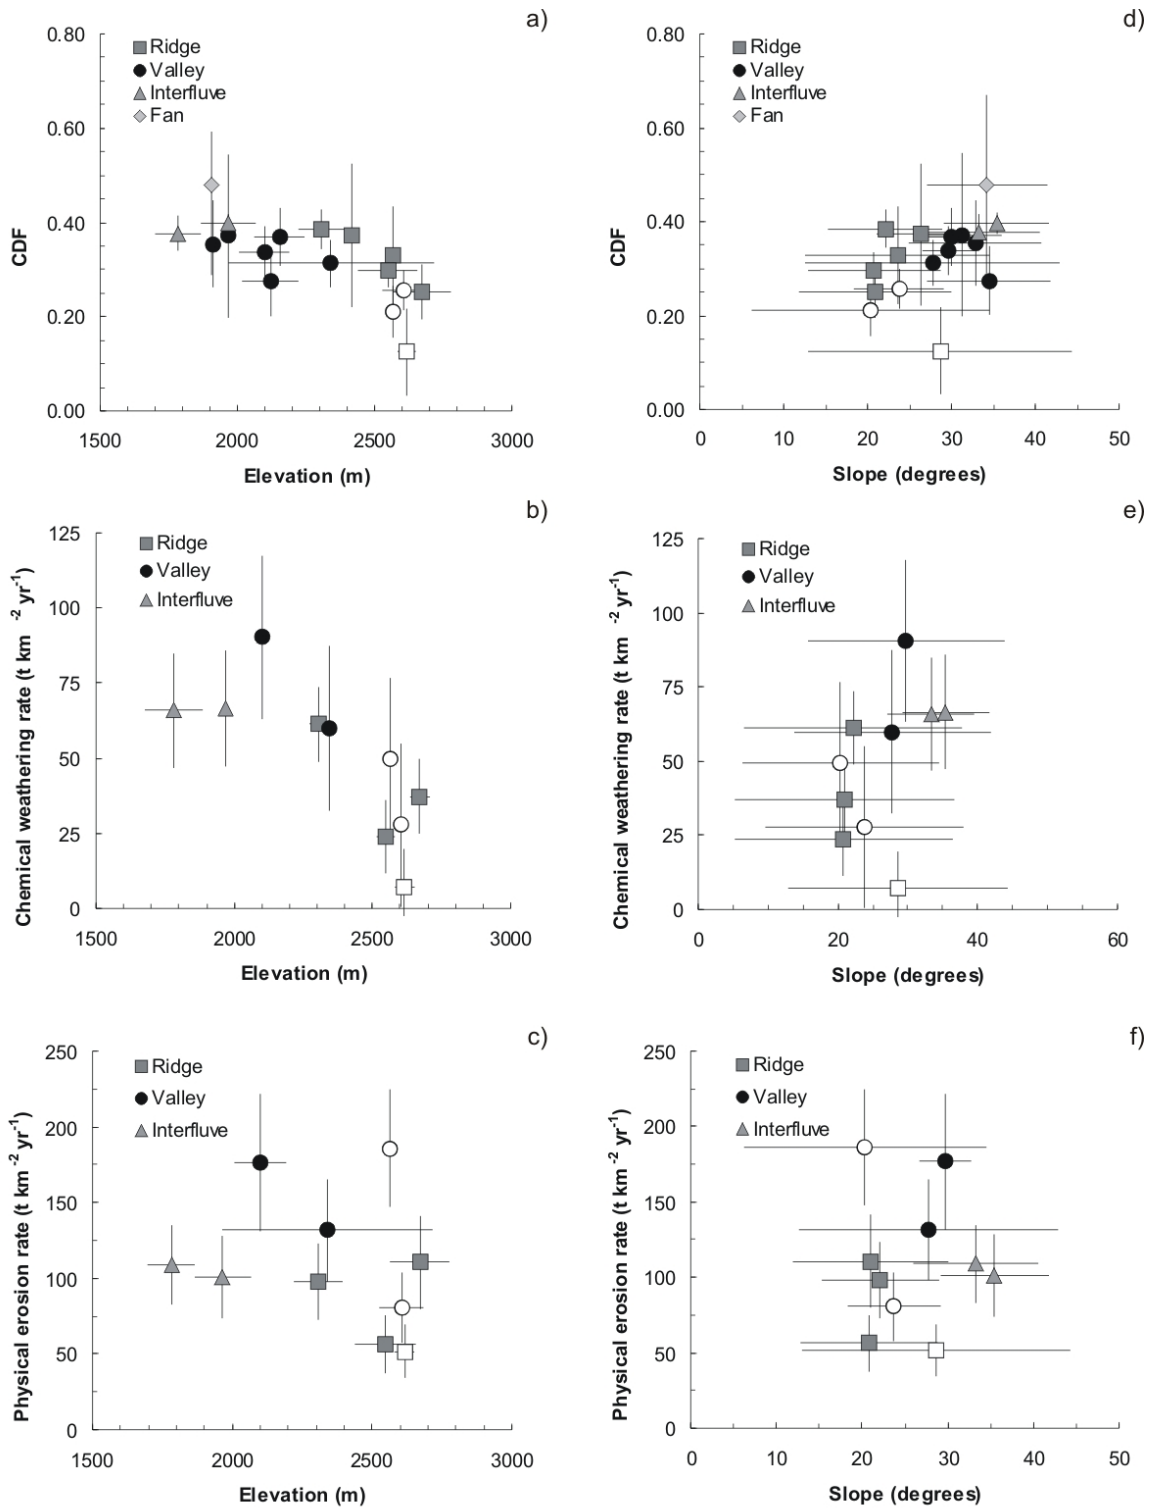 a)
0.80
0.60
0.40
0.20
0.00
CDF
Ridge
Valley
Interfluve
Fan
1500 2000 2500 3000
Elevation (m)
d)
0.80
0.60
0.40
0.20
0.00
CDF
Ridge
Valley
Interfluve
Fan
0 10 20 30 40 50
Slope (degrees)
b)
125
100
75
50
25
0
Chemical weathering rate (t km -2 yr-1)
Ridge
Valley
Interfluve
1500 2000 2500 3000
Elevation (m)
e)
125
100
75
50
25
0
Chemical weathering rate (t km -2 yr-1)
Ridge
Valley
Interfluve
0 20 40 60
Slope (degrees)
c)
250
200
150
100
50
0
Physical erosion rate (t km -2 yr-1)
Ridge
Valley
Interfluve
1500 2000 2500 3000
Elevation (m)
f)
250
200
150
100
50
0
Physical erosion rate (t km -2 yr-1)
Ridge
Valley
Interfluve
0 10 20 30 40 50
Slope (degrees)